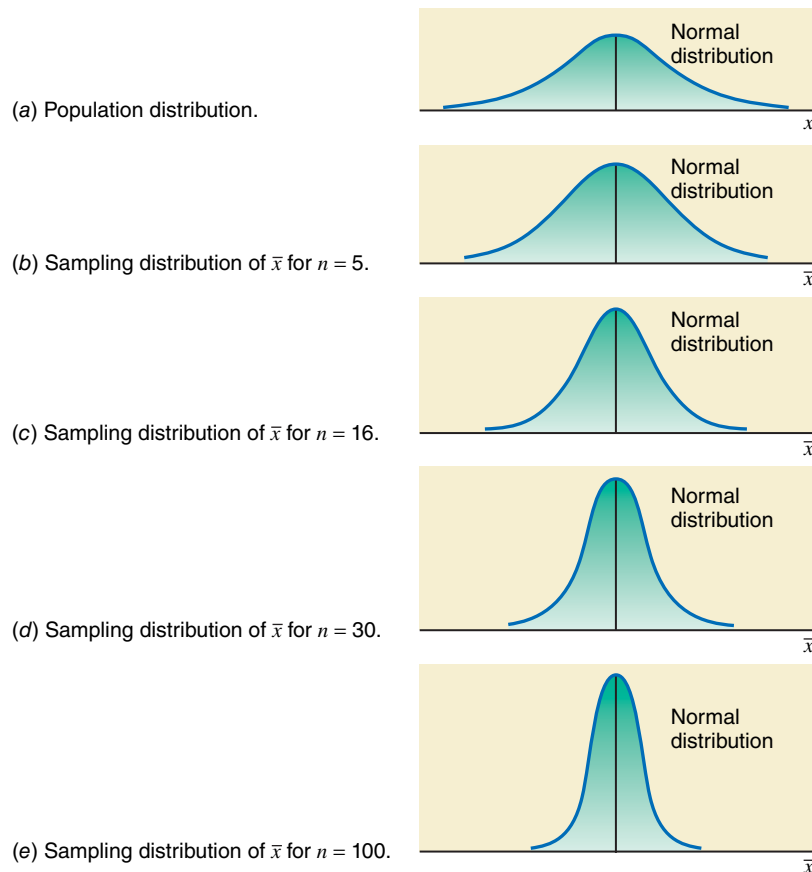 Normal
distribution
(a) Population distribution.
x
Normal
distribution
(b) Sampling distribution of x̅ for n = 5.
x̅
Normal
distribution
(c) Sampling distribution of x̅ for n = 16.
x̅
Normal
distribution
(d) Sampling distribution of x̅ for n = 30.
x̅
Normal
distribution
(e) Sampling distribution of x̅ for n = 100.
x̅